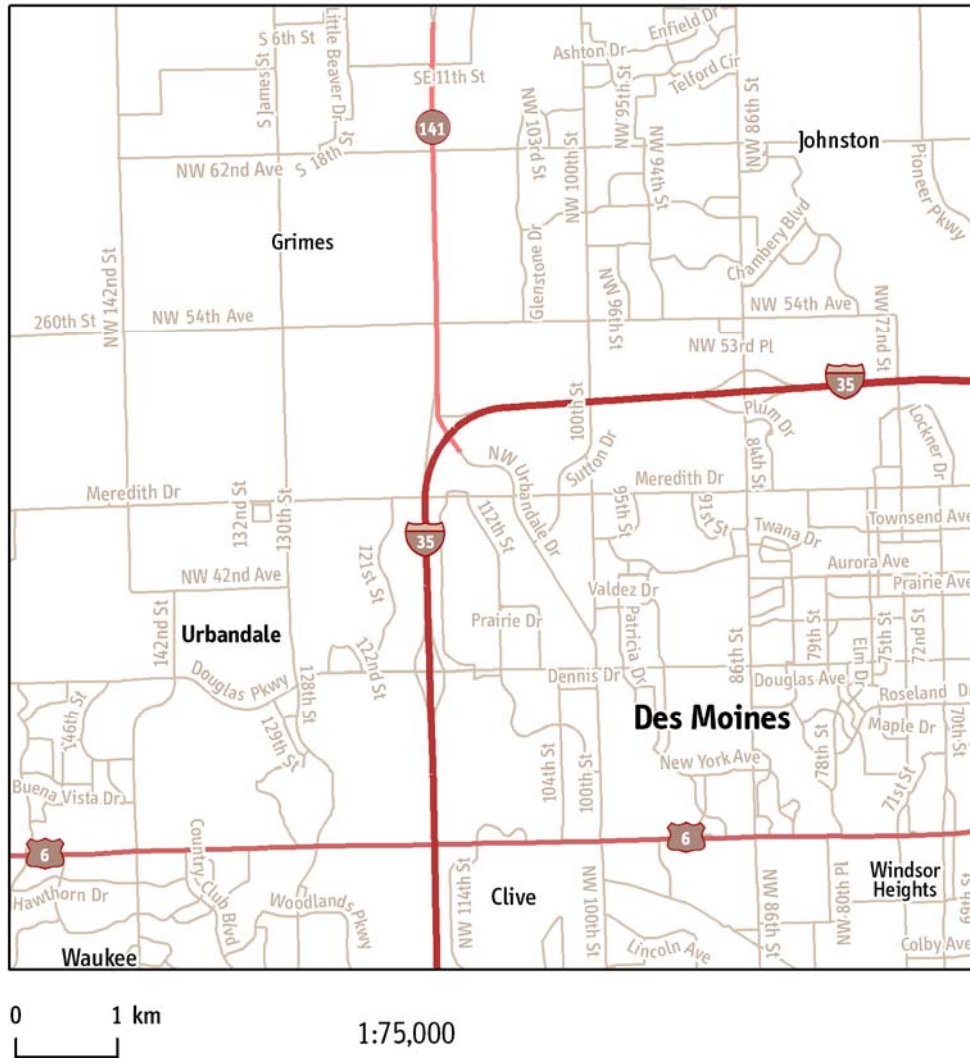 Enfield Dr
S 6th St
Little Beaver Dr
Ashton Dr
SE 11th St
Telford Cir
S James St
NW 95th St
NW 86th St
NW 103rd St
141
NW 100th St
NW 94th St
Johnston
S 18th St
NW 62nd Ave
Pioneer Pkwy
Grimes
Chambery Blvd
Glenstone Dr
NW 142nd St
NW 96th St
NW 54th Ave
NW 72nd St
260th St
NW 54th Ave
NW 53rd Pl
35
100th St
Plum Dr
Lockner Dr
Sutton Dr
84th St
NW Urbandale Dr
Meredith Dr
Meredith Dr
132nd St
130th St
95th St
91st St
112th St
Townsend Ave
Twana Dr
35
121st St
Aurora Ave
NW 42nd Ave
Prairie Ave
Valdez Dr
142nd St
Prairie Dr
79th St
75th St
72nd St
Urbandale
Patricia Dr
86th St
Elm Dr
122nd St
Dennis Dr
Douglas Ave
Douglas Pkwy
128th St
Roseland Dr
146th St
Des Moines
Maple Dr
70th St
129th St
78th St
New York Ave
104th St
100th St
71st St
Buena Vista Dr
6
6
Country Club Blvd
Windsor
Heights
Hawthorn Dr
Woodlands Pkwy
NW 114th St
Clive
NW 100th St
NW 86th St
NW 80th Pl
69th St
Lincoln Ave
Colby Ave
Waukee
0
1 km
1:75,000